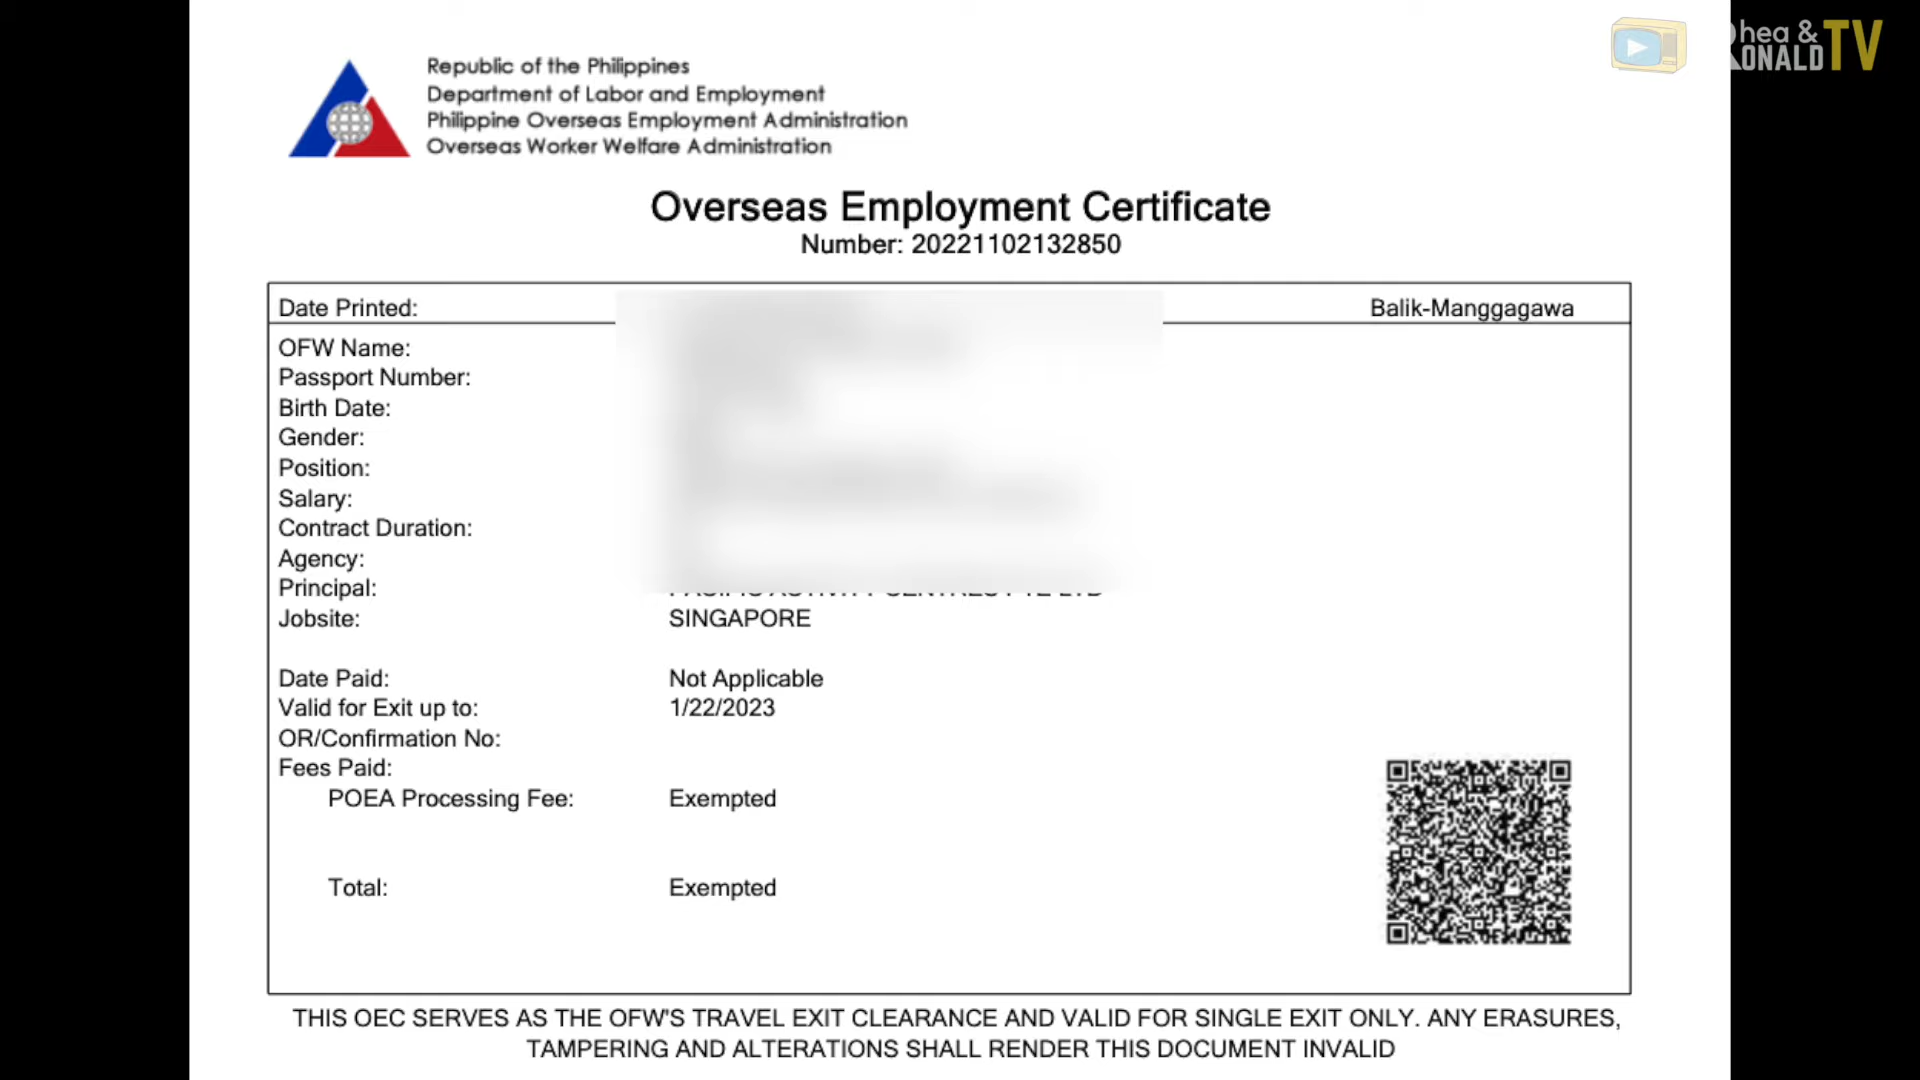 Republic of the Philippines
Department of Labor and Employment
Philippine Overseas Employment Administration
Overseas Worker Welfare Administration
hea &
ONALD TV
Overseas Employment Certificate
Number: 20221102132850
Date Printed: Balik-Manggagawa
OFW Name:
Passport Number:
Birth Date:
Gender:
Position:
Salary:
Contract Duration:
Agency:
Principal:
Jobsite: SINGAPORE
Date Paid: Not Applicable
Valid for Exit up to: 1/22/2023
OR/Confirmation No:
Fees Paid:
POEA Processing Fee: Exempted
Total: Exempted
THIS OEC SERVES AS THE OFW'S TRAVEL EXIT CLEARANCE AND VALID FOR SINGLE EXIT ONLY. ANY ERASURES,
TAMPERING AND ALTERATIONS SHALL RENDER THIS DOCUMENT INVALID